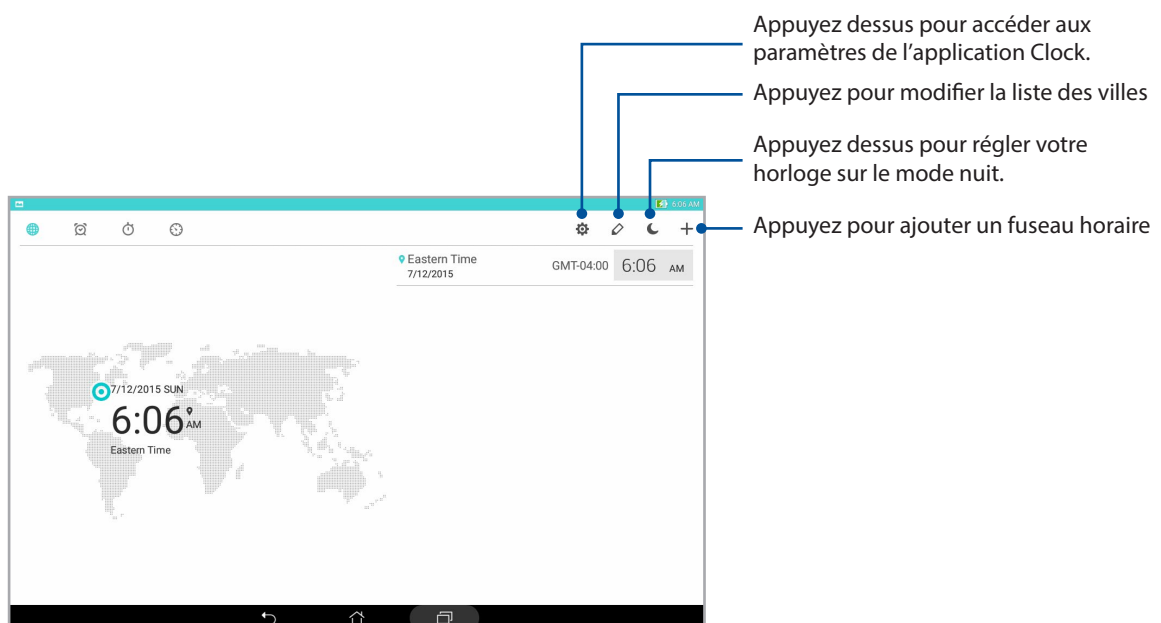 Appuyez dessus pour accéder aux
paramètres de l’application Clock.
Appuyez pour modifier la liste des villes
Appuyez dessus pour régler votre
horloge sur le mode nuit.
Appuyez pour ajouter un fuseau horaire
6:06 AM
Eastern Time
7/12/2015
GMT-04:00 6:06 AM
7/12/2015 SUN
6:06 AM
Eastern Time